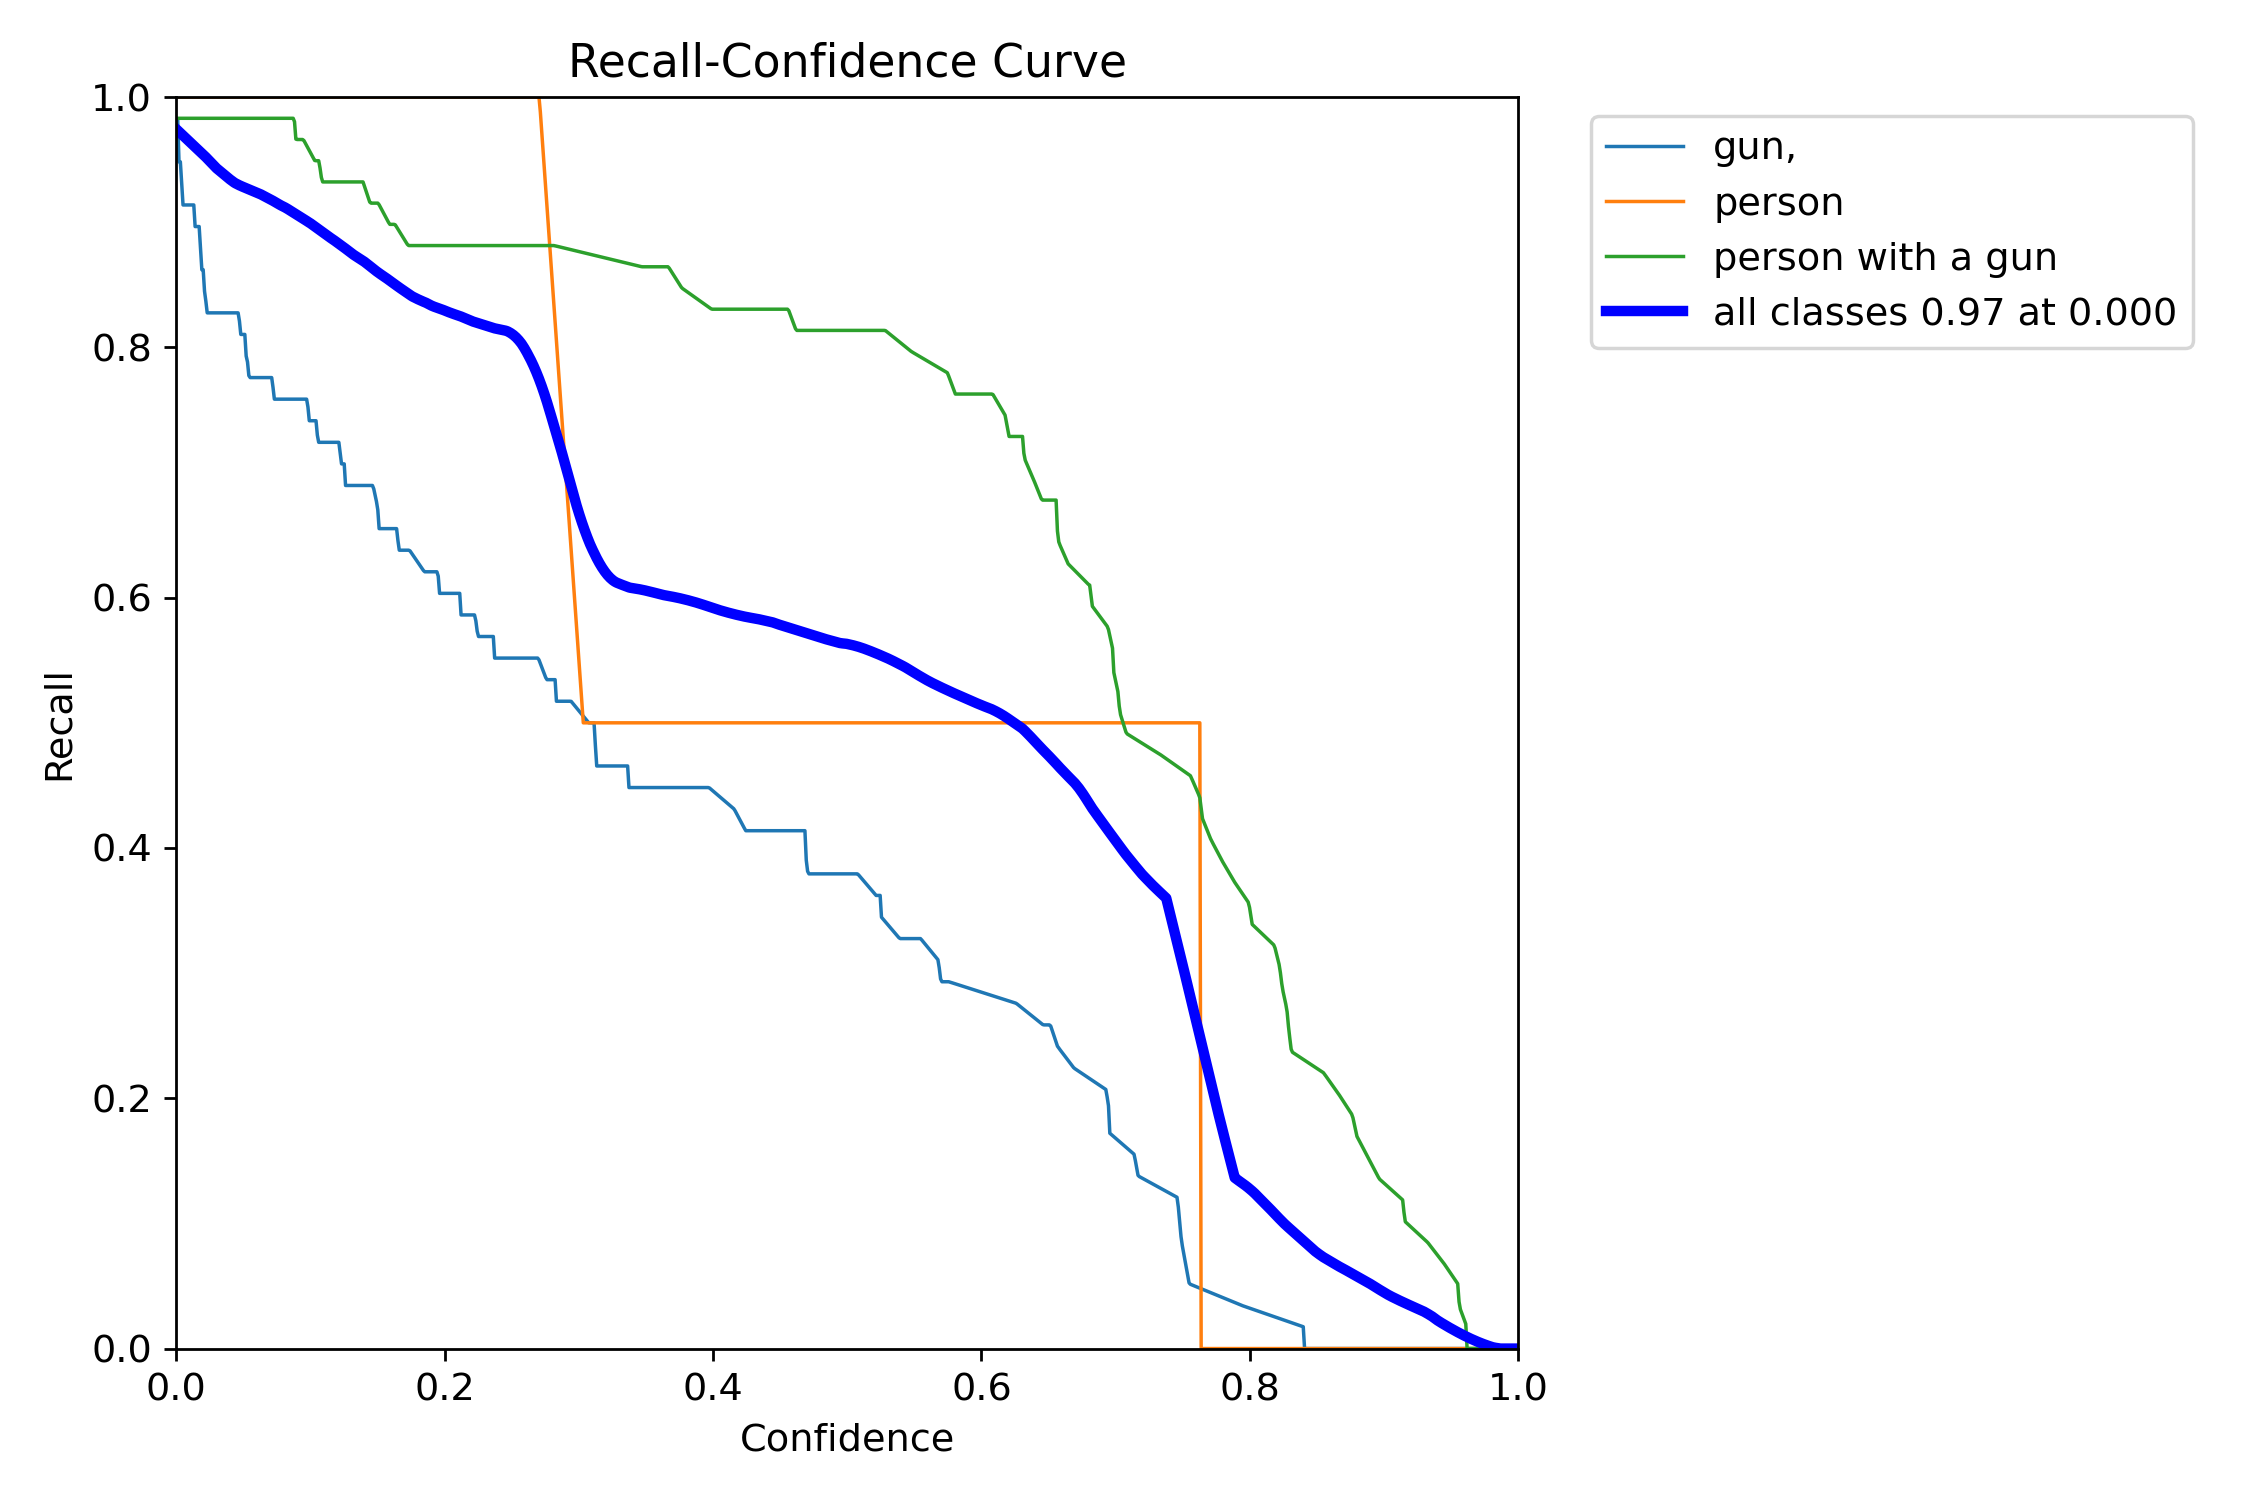 Recall-Confidence Curve
1.0
0.8
0.6
0.4
0.2
0.0
Recall
0.0 0.2 0.4 0.6 0.8 1.0
Confidence
gun,
person
person with a gun
all classes 0.97 at 0.000